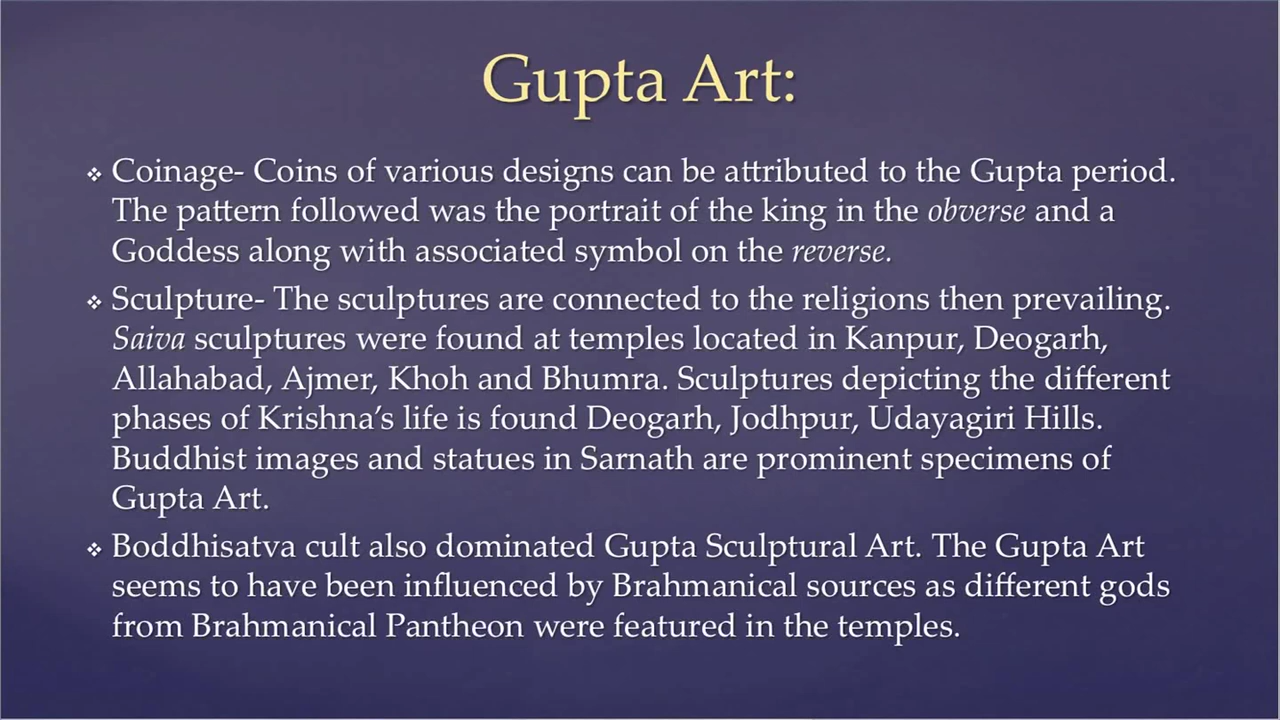 Gupta Art:
❖ Coinage- Coins of various designs can be attributed to the Gupta period.
The pattern followed was the portrait of the king in the obverse and a
Goddess along with associated symbol on the reverse.
❖ Sculpture- The sculptures are connected to the religions then prevailing.
Saiva sculptures were found at temples located in Kanpur, Deogarh,
Allahabad, Ajmer, Khoh and Bhumra. Sculptures depicting the different
phases of Krishna’s life is found Deogarh, Jodhpur, Udayagiri Hills.
Buddhist images and statues in Sarnath are prominent specimens of
Gupta Art.
❖ Boddhisatva cult also dominated Gupta Sculptural Art. The Gupta Art
seems to have been influenced by Brahmanical sources as different gods
from Brahmanical Pantheon were featured in the temples.